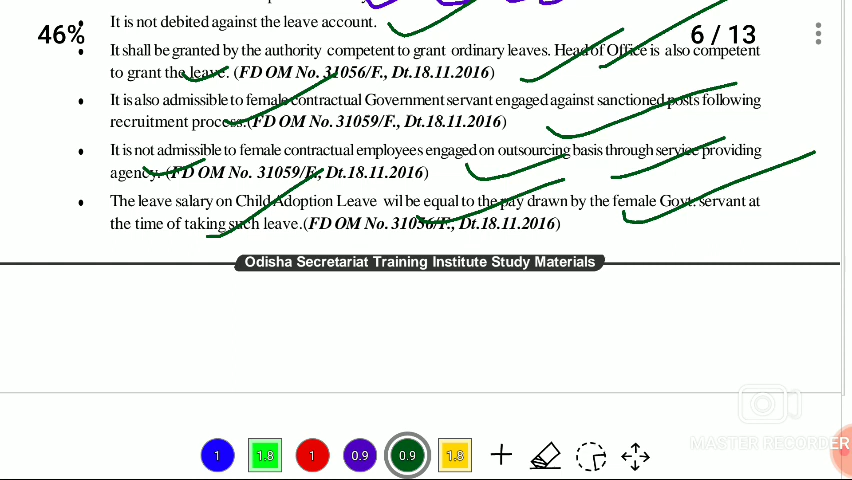 It is not debited against the leave account.
46%
6 / 13
It shall be granted by the authority competent to grant ordinary leaves. Head of Office is also competent
to grant the leave. (FD OM No. 31056/F., Dt.18.11.2016)
It is also admissible to female contractual Government servant engaged against sanctioned posts following
recruitment process.(FD OM No. 31059/F., Dt.18.11.2016)
It is not admissible to female contractual employees engaged on outsourcing basis through service providing
agency. (FD OM No. 31059/F., Dt.18.11.2016)
The leave salary on Child Adoption Leave will be equal to the pay drawn by the female Govt. servant at
the time of taking such leave.(FD OM No. 31056/F., Dt.18.11.2016)
Odisha Secretariat Training Institute Study Materials
MASTER RECORDER
1 1.8 1 0.9 0.9 1.8